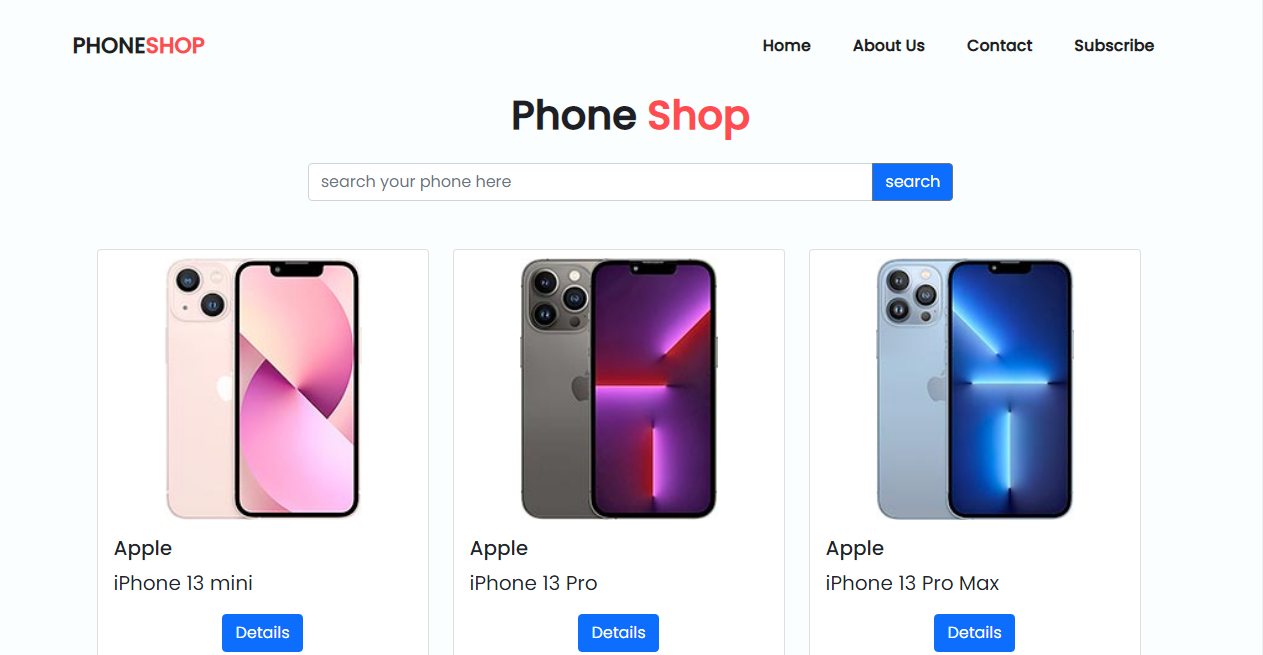 PHONESHOP
Home About Us Contact Subscribe
Phone Shop
search your phone here search
Apple Apple Apple
iPhone 13 mini iPhone 13 Pro iPhone 13 Pro Max
Details Details Details